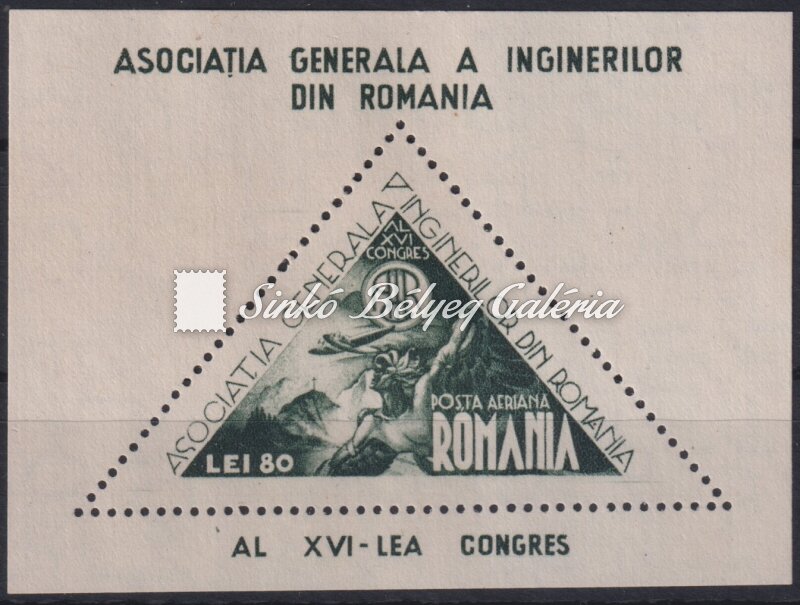 ASOCIAȚIA GENERALA A INGINERILOR
DIN ROMANIA
ASOCIAȚIA GENERALA A INGINERILOR DIN ROMANIA
AL
XVI
CONGRES
Sinkó Bélyeg Galéria
POSTA AERIANA
LEI 80
ROMANIA
AL XVI-LEA CONGRES